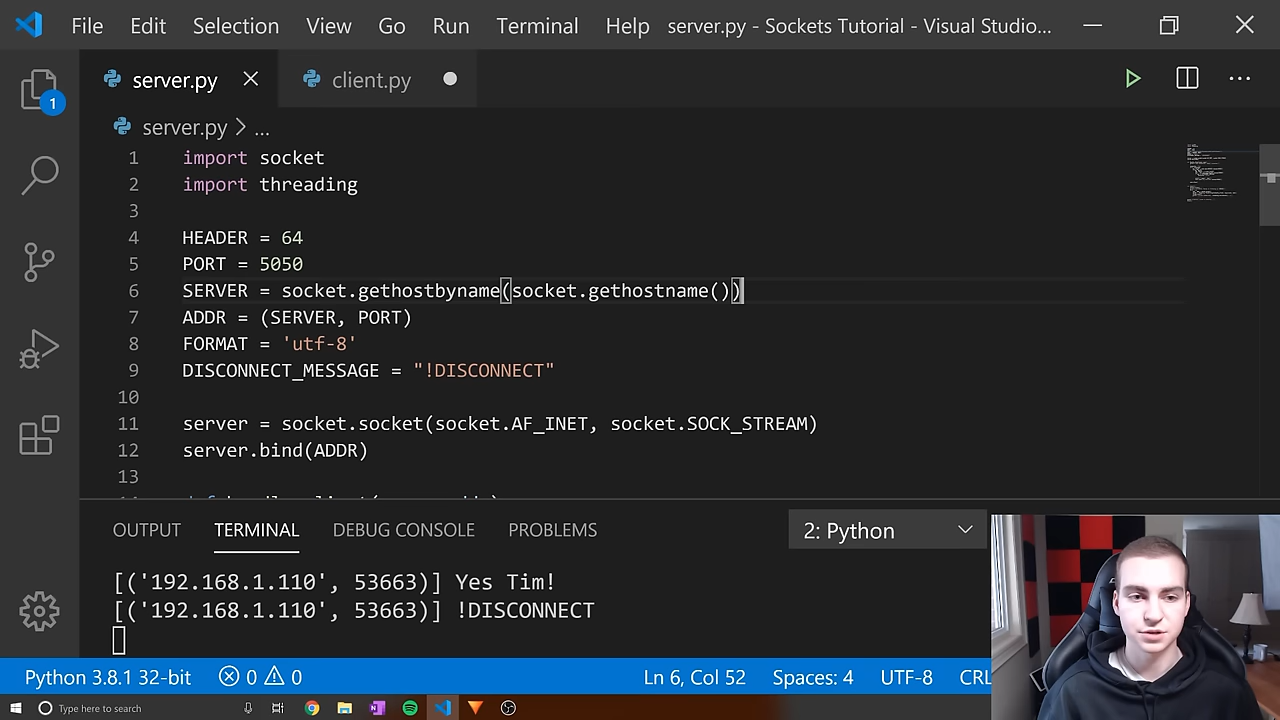 File Edit Selection View Go Run Terminal Help server.py - Sockets Tutorial - Visual Studio...
server.py client.py
1
server.py > ...
1 import socket
2 import threading
3
4 HEADER = 64
5 PORT = 5050
6 SERVER = socket.gethostbyname(socket.gethostname())
7 ADDR = (SERVER, PORT)
8 FORMAT = 'utf-8'
9 DISCONNECT_MESSAGE = "!DISCONNECT"
10
11 server = socket.socket(socket.AF_INET, socket.SOCK_STREAM)
12 server.bind(ADDR)
13
OUTPUT TERMINAL DEBUG CONSOLE PROBLEMS 2: Python
[('192.168.1.110', 53663)] Yes Tim!
[('192.168.1.110', 53663)] !DISCONNECT
Python 3.8.1 32-bit 0 0 Ln 6, Col 52 Spaces: 4 UTF-8 CRL
Type here to search